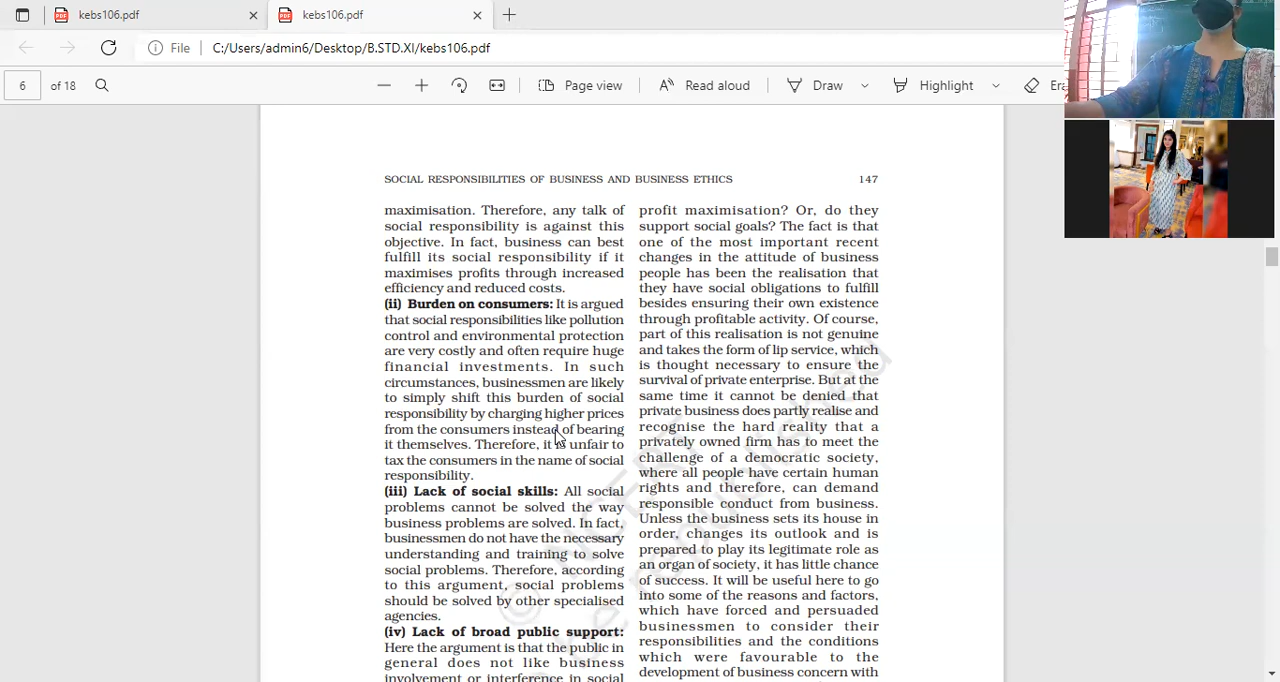 kebs106.pdf
kebs106.pdf
File
C:/Users/admin6/Desktop/B.STD.XI/kebs106.pdf
6 of 18
Page view
Read aloud
Draw
Highlight
SOCIAL RESPONSIBILITIES OF BUSINESS AND BUSINESS ETHICS 147
maximisation. Therefore, any talk of
social responsibility is against this
objective. In fact, business can best
fulfill its social responsibility if it
maximises profits through increased
efficiency and reduced costs.
(ii) Burden on consumers: It is argued
that social responsibilities like pollution
control and environmental protection
are very costly and often require huge
financial investments. In such
circumstances, businessmen are likely
to simply shift this burden of social
responsibility by charging higher prices
from the consumers instead of bearing
it themselves. Therefore, it is unfair to
tax the consumers in the name of social
responsibility.
(iii) Lack of social skills: All social
problems cannot be solved the way
business problems are solved. In fact,
businessmen do not have the necessary
understanding and training to solve
social problems. Therefore, according
to this argument, social problems
should be solved by other specialised
agencies.
(iv) Lack of broad public support:
Here the argument is that the public in
general does not like business
involvement or interference in social
profit maximisation? Or, do they
support social goals? The fact is that
one of the most important recent
changes in the attitude of business
people has been the realisation that
they have social obligations to fulfill
besides ensuring their own existence
through profitable activity. Of course,
part of this realisation is not genuine
and takes the form of lip service, which
is thought necessary to ensure the
survival of private enterprise. But at the
same time it cannot be denied that
private business does partly realise and
recognise the hard reality that a
privately owned firm has to meet the
challenge of a democratic society,
where all people have certain human
rights and therefore, can demand
responsible conduct from business.
Unless the business sets its house in
order, changes its outlook and is
prepared to play its legitimate role as
an organ of society, it has little chance
of success. It will be useful here to go
into some of the reasons and factors,
which have forced and persuaded
businessmen to consider their
responsibilities and the conditions
which were favourable to the
development of business concern with